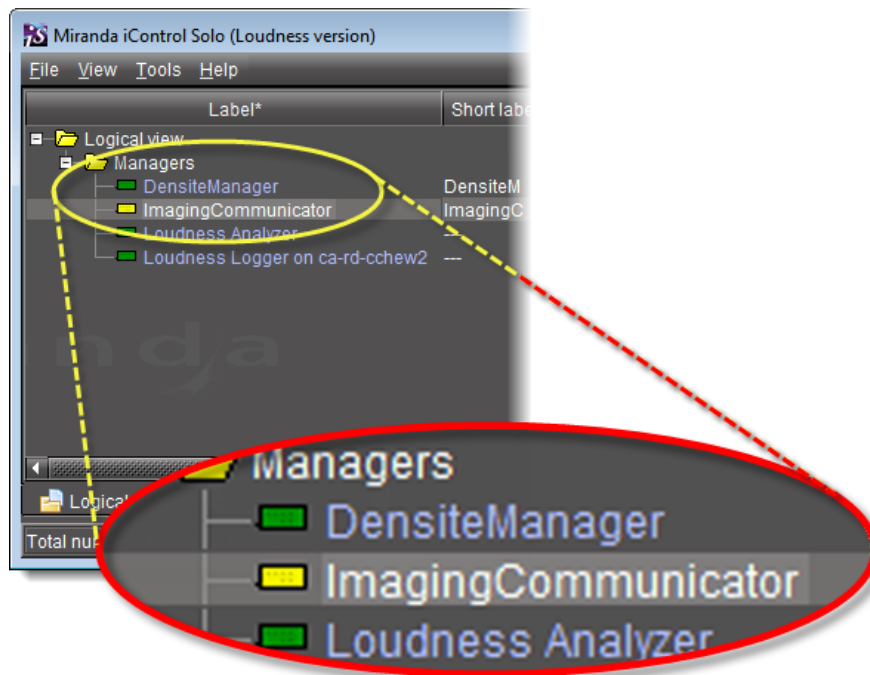 Miranda iControl Solo (Loudness version)
File View Tools Help
Label* Short labe
Logical view
Managers
DensiteManager DensiteM
ImagingCommunicator ImagingC
Loudness Analyzer ---
Loudness Logger on ca-rd-cchew2 ---
nda
Logica
Total nu
Managers
DensiteManager
ImagingCommunicator
Loudness Analyzer